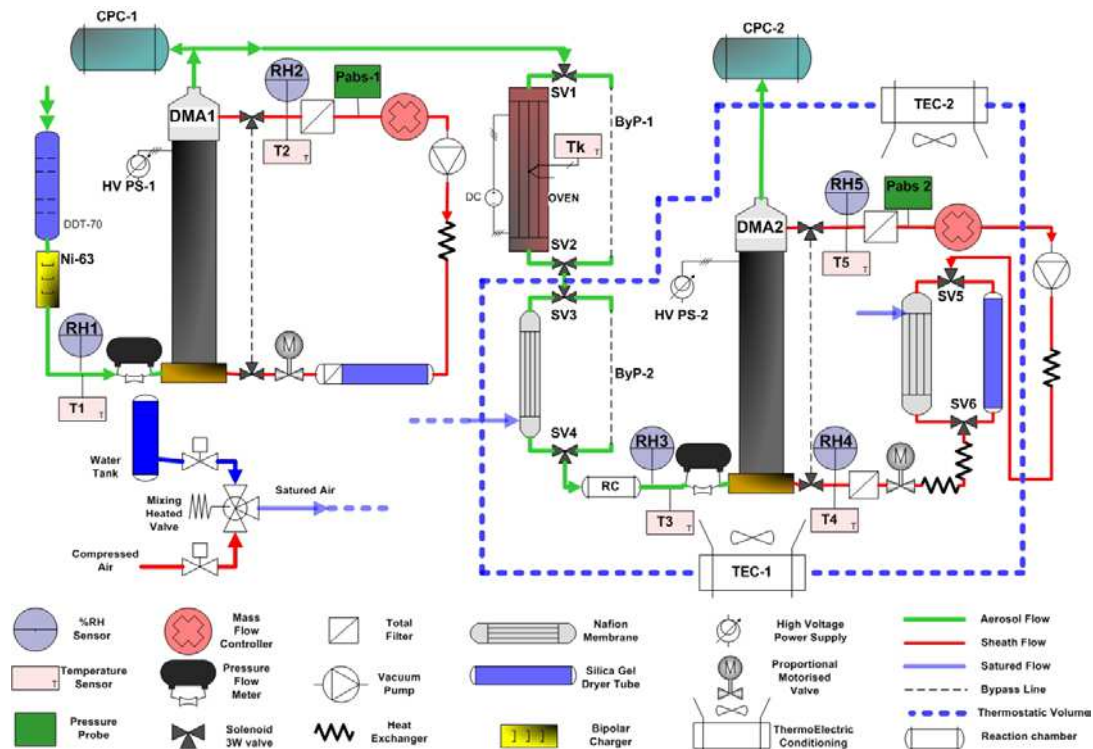 CPC-1
CPC-2
RH2
Pabs-1
SV1
TEC-2
DMA1
T2 T
ByP-1
Tk T
HV PS-1
DC
OVEN
RH5
Pabs 2
DDT-70
DMA2
SV2
T5 T
Ni-63
SV3
SV5
HV PS-2
RH1
M
ByP-2
T1 T
SV6
SV4
RH3
RH4
M
Water
Tank
Mixing
Heated
Valve
Satured Air
RC
T3 T
T4 T
Compressed
Air
TEC-1
%RH
Sensor
Mass
Flow
Controller
Total
Filter
Nafion
Membrane
High Voltage
Power Supply
Aerosol Flow
Sheath Flow
T
Temperature
Sensor
Pressure
Flow
Meter
Vacuum
Pump
Silica Gel
Dryer Tube
M
Proportional
Motorised
Valve
Satured Flow
Bypass Line
Pressure
Probe
Solenoid
3W valve
Heat
Exchanger
Bipolar
Charger
ThermoElectric
Conditioning
Thermostatic Volume
Reaction chamber